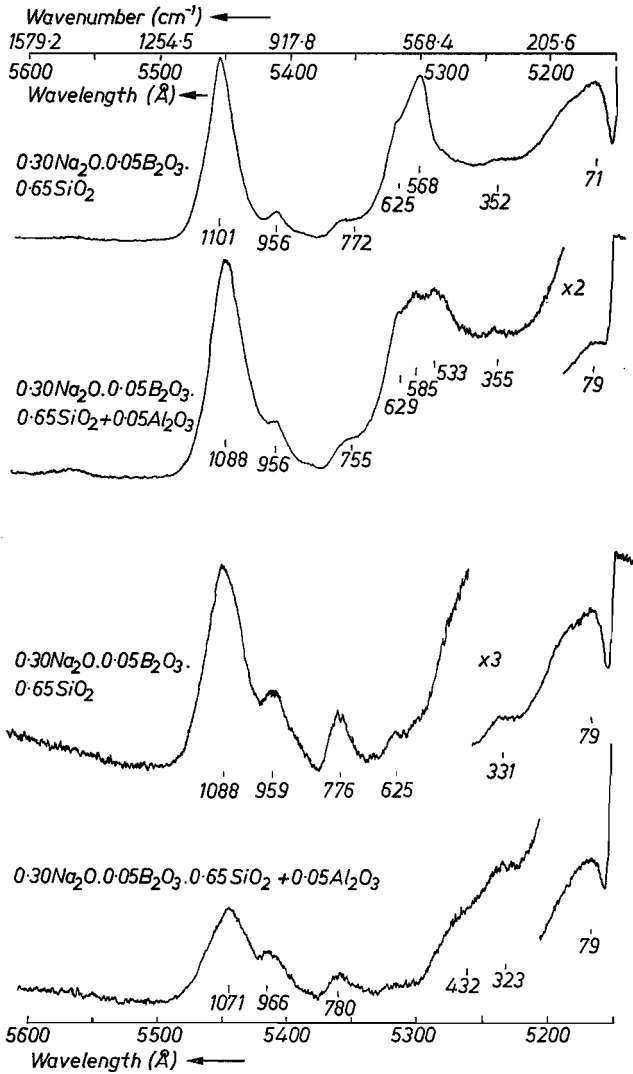 Wavenumber (cm⁻¹)
1579·2 1254·5 917·8 568·4 205·6
5600 5500 5400 5300 5200
Wavelength (Å)
0·30Na₂O.0·05B₂O₃.
0·65SiO₂
1101 956 772 625 568 352 71
x2
0·30Na₂O.0·05B₂O₃.
0·65SiO₂+0·05Al₂O₃
1088 956 755 629 585 533 355 79
0·30Na₂O.0·05B₂O₃.
0·65SiO₂
x3
1088 959 776 625 331 79
0·30Na₂O.0·05B₂O₃.0·65SiO₂ +0·05Al₂O₃
1071 966 780 432 323 79
5600 5500 5400 5300 5200
Wavelength (Å)